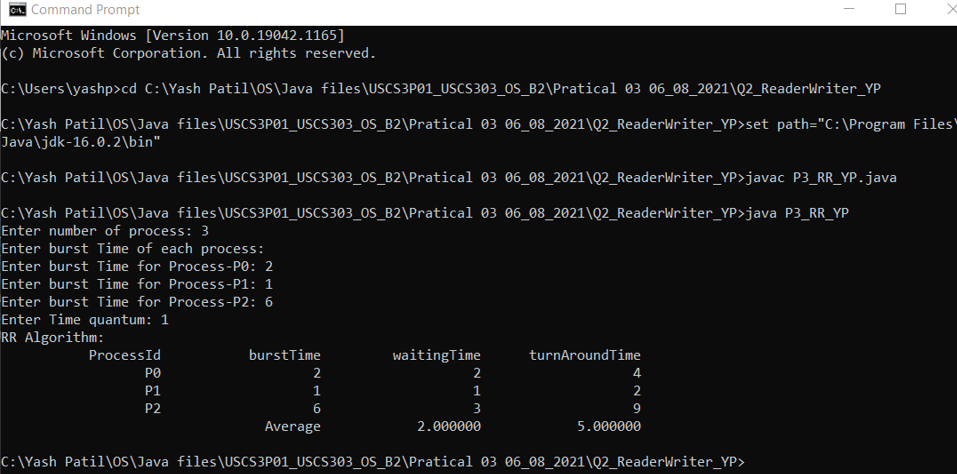 Command Prompt
Microsoft Windows [Version 10.0.19042.1165]
(c) Microsoft Corporation. All rights reserved.
C:\Users\yashp>cd C:\Yash Patil\OS\Java files\USCS3P01_USCS303_OS_B2\Pratical 03 06_08_2021\Q2_ReaderWriter_YP
C:\Yash Patil\OS\Java files\USCS3P01_USCS303_OS_B2\Pratical 03 06_08_2021\Q2_ReaderWriter_YP>set path="C:\Program Files\
Java\jdk-16.0.2\bin"
C:\Yash Patil\OS\Java files\USCS3P01_USCS303_OS_B2\Pratical 03 06_08_2021\Q2_ReaderWriter_YP>javac P3_RR_YP.java
C:\Yash Patil\OS\Java files\USCS3P01_USCS303_OS_B2\Pratical 03 06_08_2021\Q2_ReaderWriter_YP>java P3_RR_YP
Enter number of process: 3
Enter burst Time of each process:
Enter burst Time for Process-P0: 2
Enter burst Time for Process-P1: 1
Enter burst Time for Process-P2: 6
Enter Time quantum: 1
RR Algorithm:
ProcessId burstTime waitingTime turnAroundTime
P0 2 2 4
P1 1 1 2
P2 6 3 9
Average 2.000000 5.000000
C:\Yash Patil\OS\Java files\USCS3P01_USCS303_OS_B2\Pratical 03 06_08_2021\Q2_ReaderWriter_YP>